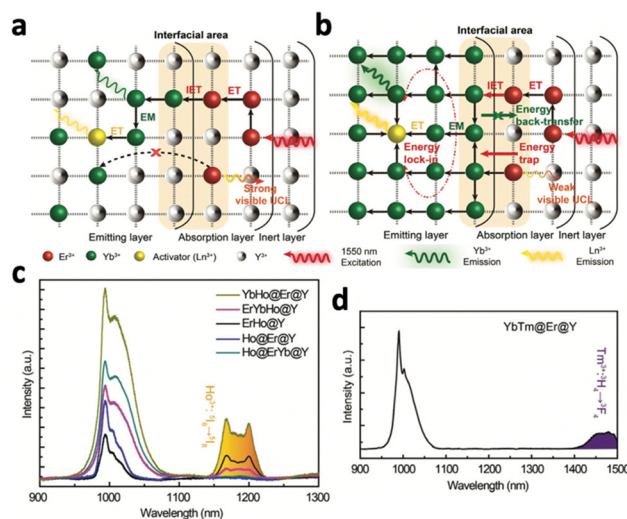 a
Interfacial area
IET
ET
EM
ET
Strong
visible UCL
Emitting layer
Absorption layer
Inert layer
b
Interfacial area
IET
ET
Energy
back-transfer
ET
EM
Energy
lock-in
Energy
trap
Weak
visible UCL
Emitting layer
Absorption layer
Inert layer
Er³⁺
Yb³⁺
Activator (Ln³⁺)
Y³⁺
1550 nm
Excitation
Yb³⁺
Emission
Ln³⁺
Emission
c
YbHo@Er@Y
ErYbHo@Y
ErHo@Y
Ho@Er@Y
Ho@ErYb@Y
Ho³⁺: ⁵I₆→⁵I₈
Intensity (a.u.)
900 1000 1100 1200 1300
Wavelength (nm)
d
YbTm@Er@Y
Tm³⁺: ³H₄→³F₄
Intensity (a.u.)
900 1000 1100 1200 1300 1400 1500
Wavelength (nm)